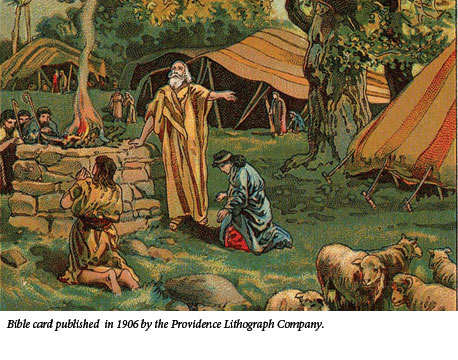 Bible card published in 1906 by the Providence Lithograph Company.